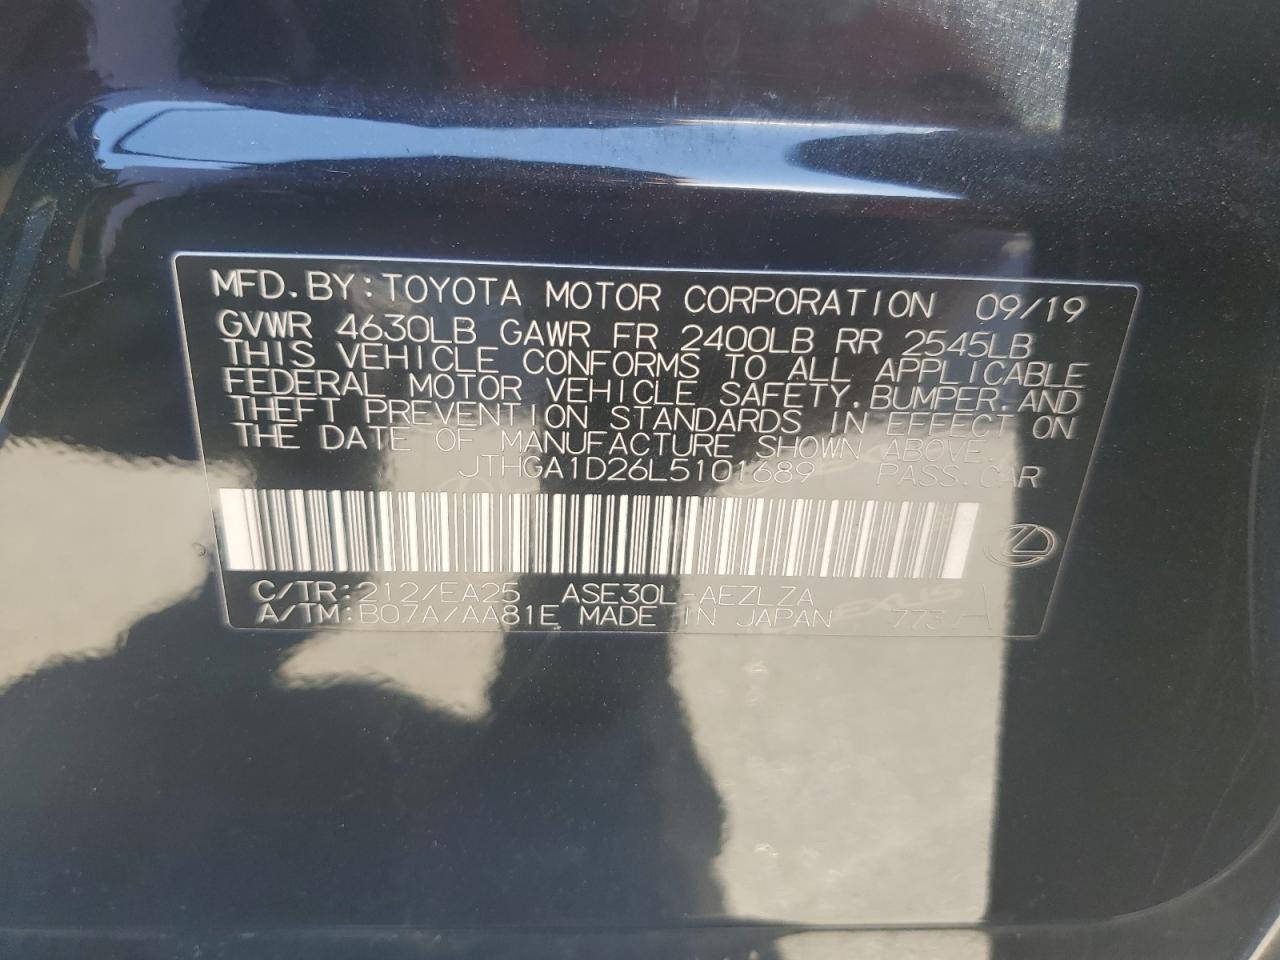 MFD. BY: TOYOTA MOTOR CORPORATION 09/19
GVWR 4630LB GAWR FR 2400LB RR 2545LB
THIS VEHICLE CONFORMS TO ALL APPLICABLE
FEDERAL MOTOR VEHICLE SAFETY, BUMPER, AND
THEFT PREVENTION STANDARDS IN EFFECT ON
THE DATE OF MANUFACTURE SHOWN ABOVE.
JTHGA1D26L5101689 PASS. CAR
C/TR: 212/EA25 ASE30L-AEZLZA
A/TM: B07A/AA81E MADE IN JAPAN
LEXUS